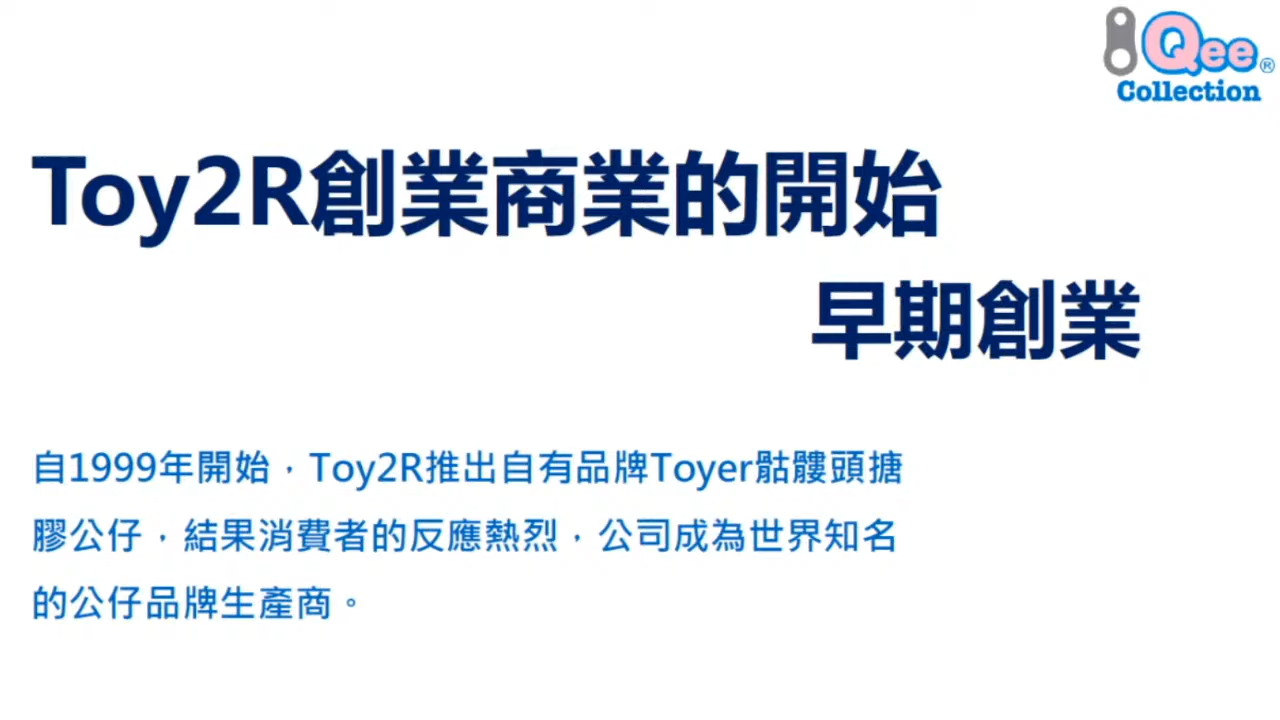 Qee®
Collection
Toy2R創業商業的開始
早期創業
自1999年開始，Toy2R推出自有品牌Toyer骷髏頭搪
膠公仔，結果消費者的反應熱烈，公司成為世界知名
的公仔品牌生產商。